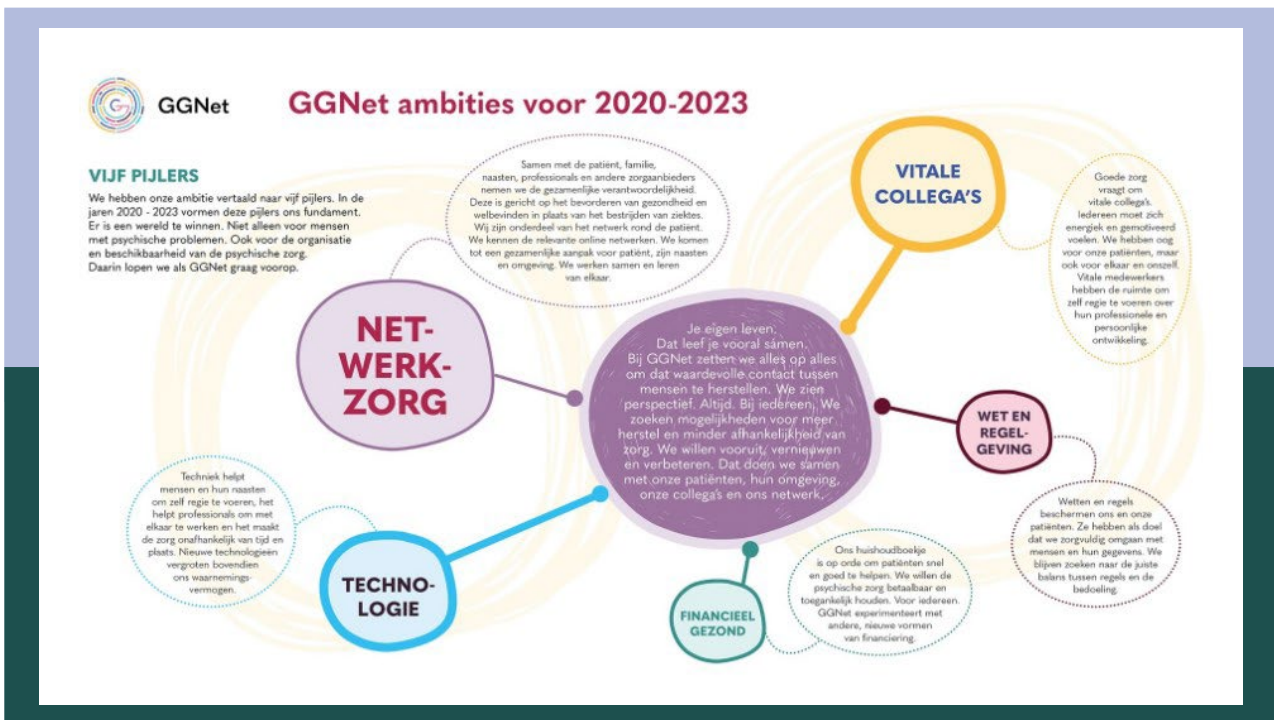 GGNet
GGNet ambities voor 2020-2023
VIJF PIJLERS
We hebben onze ambitie vertaald naar vijf pijlers. In de
jaren 2020 - 2023 vormen deze pijlers ons fundament.
Er is een wereld te winnen. Niet alleen voor mensen
met psychische problemen. Ook voor de organisatie
en beschikbaarheid van de psychische zorg.
Daarin lopen we als GGNet graag voorop.
Samen met de patiënt, familie,
naasten, professionals en andere zorgaanbieders
nemen we de gezamenlijke verantwoordelijkheid.
Deze is gericht op het bevorderen van gezondheid en
welbevinden in plaats van het bestrijden van ziektes.
Wij zijn onderdeel van het netwerk rond de patiënt.
We kennen de relevante online netwerken. We komen
tot een gezamenlijke aanpak voor patiënt, zijn naasten
en omgeving. We werken samen en leren
van elkaar.
NET-
WERK-
ZORG
VITALE
COLLEGA'S
Goede zorg
vraagt om
vitale collega's.
Iedereen moet zich
energiek en gemotiveerd
voelen. We hebben oog
voor onze patiënten, maar
ook voor elkaar en onszelf.
Vitale medewerkers
hebben de ruimte om
zelf regie te voeren over
hun professionele en
persoonlijke
ontwikkeling.
Je eigen leven.
Dat leef je vooral sámen.
Bij GGNet zetten we alles op alles
om dat waardevolle contact tussen
mensen te herstellen. We zien
perspectief. Altijd. Bij iedereen. We
zoeken mogelijkheden voor meer
herstel en minder afhankelijkheid van
zorg. We willen vooruit, vernieuwen
en verbeteren. Dat doen we samen
met onze patiënten, hun omgeving,
onze collega's en ons netwerk.
WET EN
REGEL-
GEVING
Wetten en regels
beschermen ons en onze
patiënten. Ze hebben als doel
dat we zorgvuldig omgaan met
mensen en hun gegevens. We
blijven zoeken naar de juiste
balans tussen regels en de
bedoeling.
Techniek helpt
mensen en hun naasten
om zelf regie te voeren, het
helpt professionals om met
elkaar te werken en het maakt
de zorg onafhankelijk van tijd en
plaats. Nieuwe technologieën
vergroten bovendien
ons waarnemings-
vermogen.
TECHNO-
LOGIE
FINANCIEEL
GEZOND
Ons huishoudboekje
is op orde om patiënten snel
en goed te helpen. We willen de
psychische zorg betaalbaar en
toegankelijk houden. Voor iedereen.
GGNet experimenteert met
andere, nieuwe vormen
van financiering.